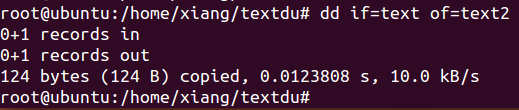 root@ubuntu:/home/xiang/textdu# dd if=text of=text2
0+1 records in
0+1 records out
124 bytes (124 B) copied, 0.0123808 s, 10.0 kB/s
root@ubuntu:/home/xiang/textdu#